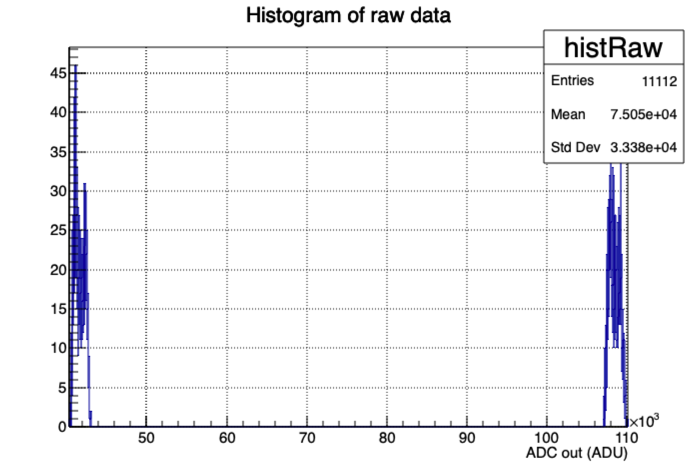 Histogram of raw data
histRaw
Entries 11112
Mean 7.505e+04
Std Dev 3.338e+04
45
40
35
30
25
20
15
10
5
0
50 60 70 80 90 100 110
×10³
ADC out (ADU)